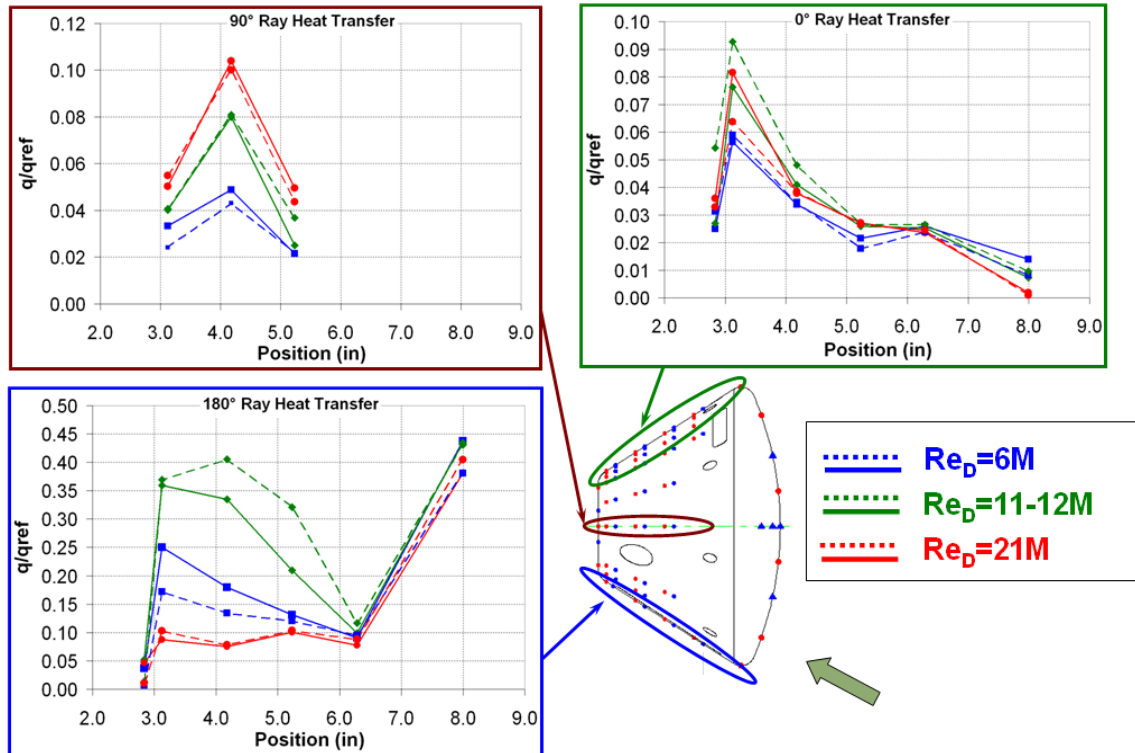 90° Ray Heat Transfer
0.12
0.10
0.08
0.06
0.04
0.02
0.00
q/qref
2.0 3.0 4.0 5.0 6.0 7.0 8.0 9.0
Position (in)
0° Ray Heat Transfer
0.10
0.09
0.08
0.07
0.06
0.05
0.04
0.03
0.02
0.01
0.00
q/qref
2.0 3.0 4.0 5.0 6.0 7.0 8.0 9.0
Position (in)
180° Ray Heat Transfer
0.50
0.45
0.40
0.35
0.30
0.25
0.20
0.15
0.10
0.05
0.00
q/qref
2.0 3.0 4.0 5.0 6.0 7.0 8.0 9.0
Position (in)
Re_D=6M
Re_D=11-12M
Re_D=21M